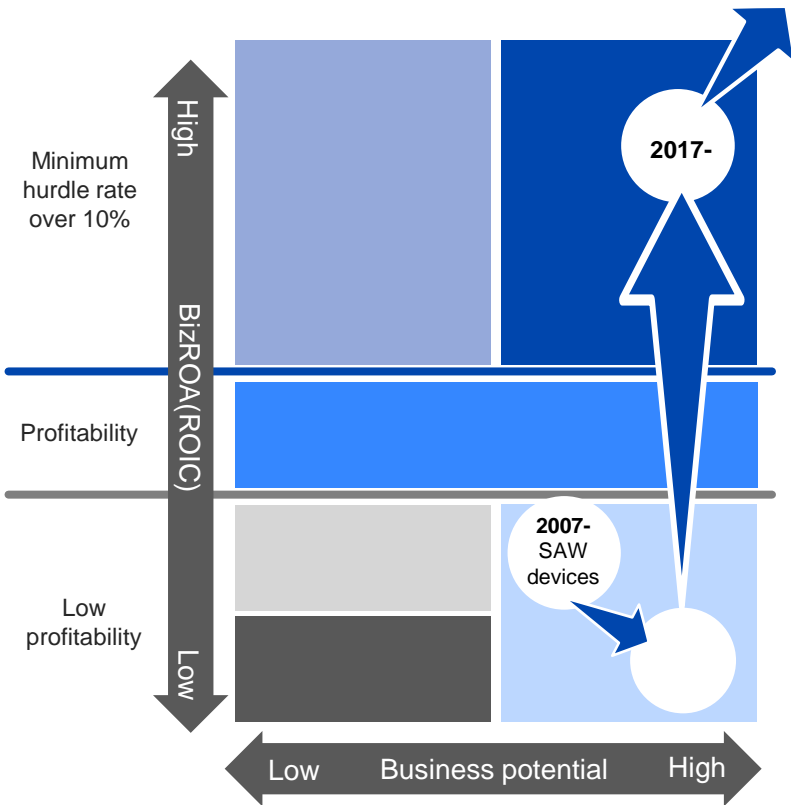 Minimum
hurdle rate
over 10%
High
BizROA(ROIC)
Low
2017-
Profitability
2007-
SAW
devices
Low
profitability
Low
Business potential
High